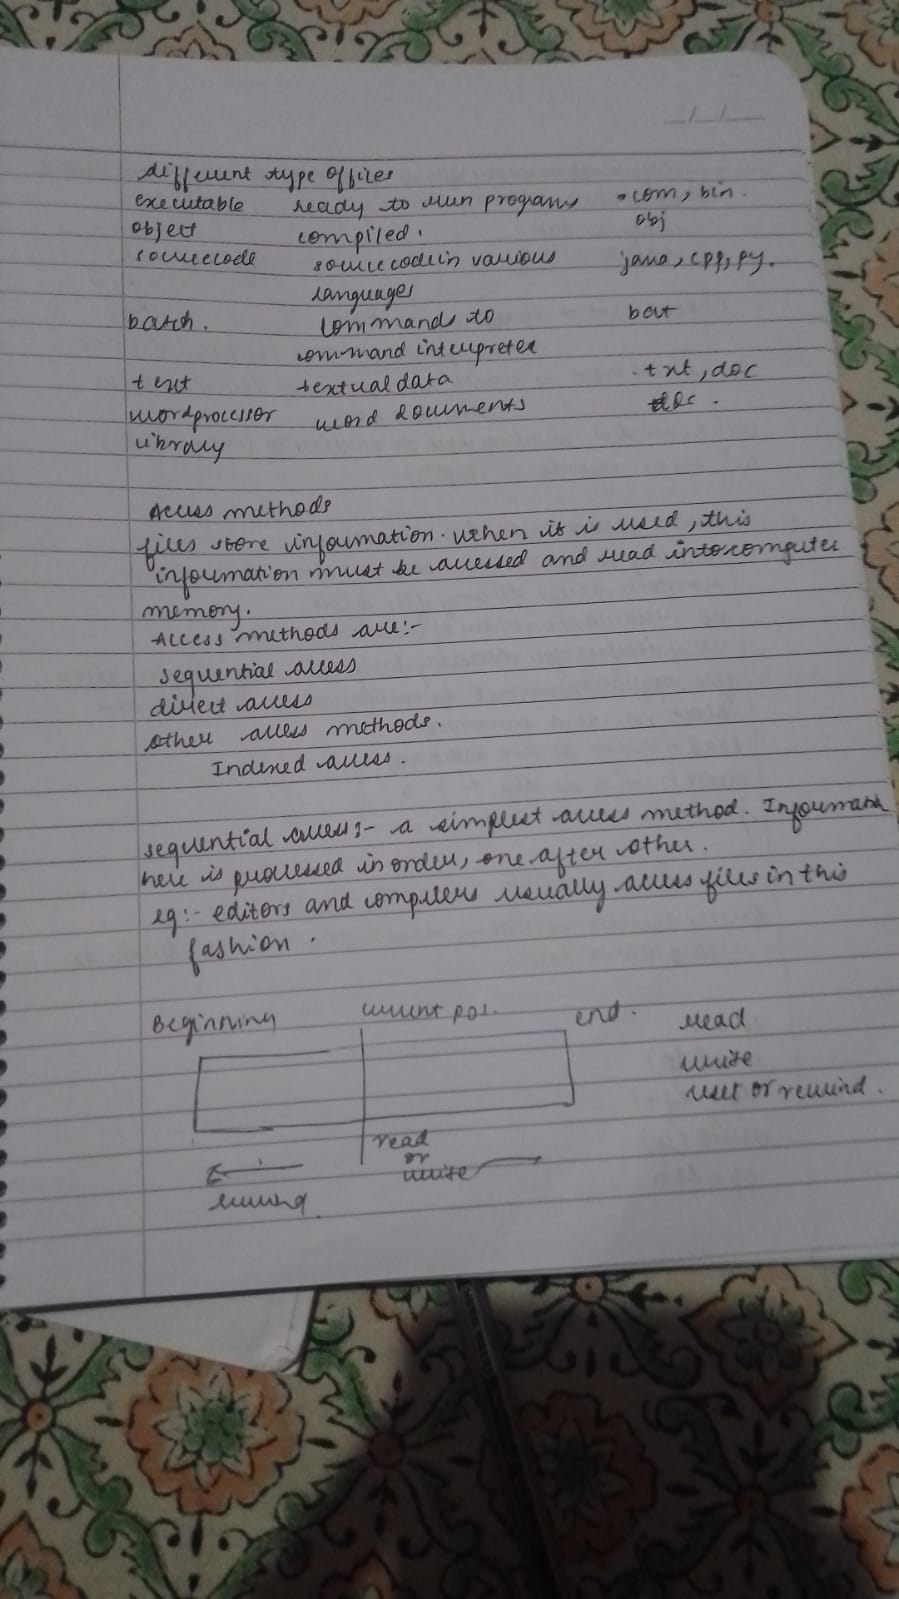 different type of files
executable ready to run program .com, bin.
object compiled. obj
sourcecode source code in various java, cpp, py.
languages
batch. commands to bat
command interpreter
text textual data .txt, doc
wordprocessor word documents doc.
library
Access methods
files store information. When it is used, this
information must be accessed and read into computer
memory.
Access methods are:-
sequential access
direct access
other access methods.
Indexed access.
sequential access:- a simplest access method. Information
here is processed in order, one after other.
eg:- editors and compilers usually access files in this
fashion.
Beginning current pos. end. read
write
reset or rewind.
read
or
write
rewind